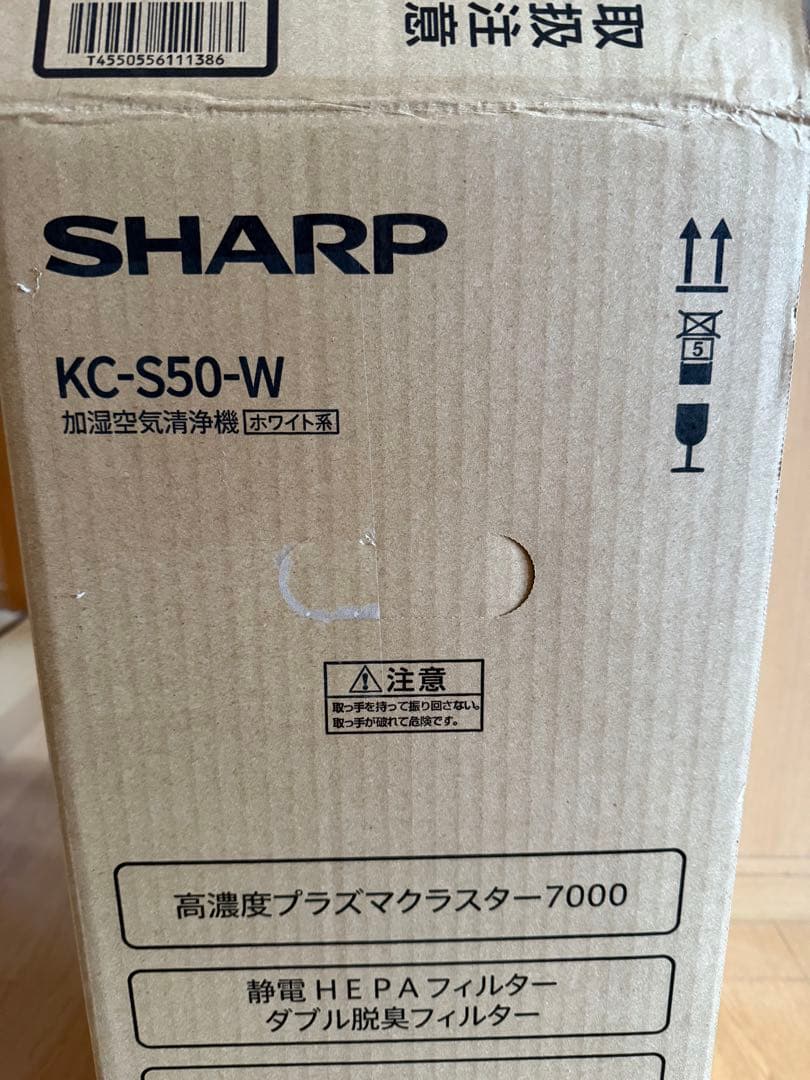 T4550556111386
取扱注意
SHARP
KC-S50-W
加湿空気清浄機 ホワイト系
5
注意
取っ手を持って振り回さない。
取っ手が破れて危険です。
高濃度プラズマクラスター7000
静電HEPAフィルター
ダブル脱臭フィルター